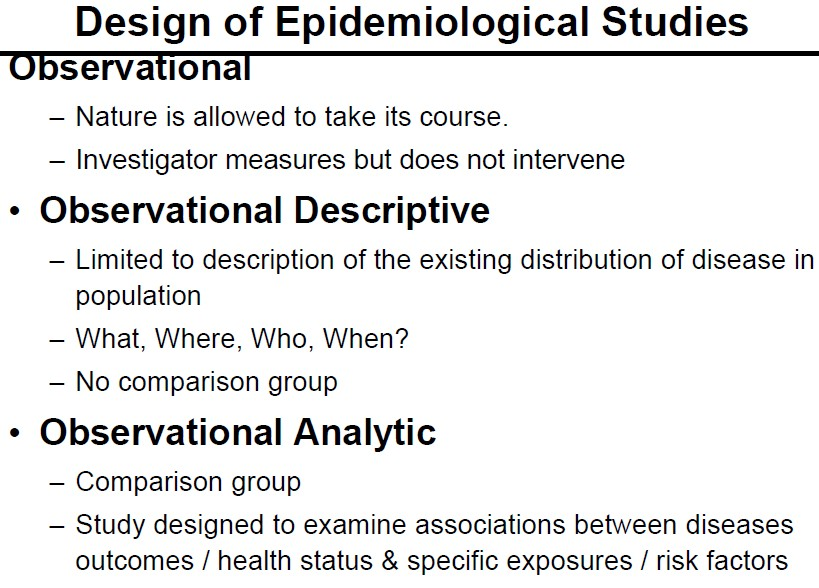 Design of Epidemiological Studies
Observational
– Nature is allowed to take its course.
– Investigator measures but does not intervene
• Observational Descriptive
– Limited to description of the existing distribution of disease in
population
– What, Where, Who, When?
– No comparison group
• Observational Analytic
– Comparison group
– Study designed to examine associations between diseases
outcomes / health status & specific exposures / risk factors